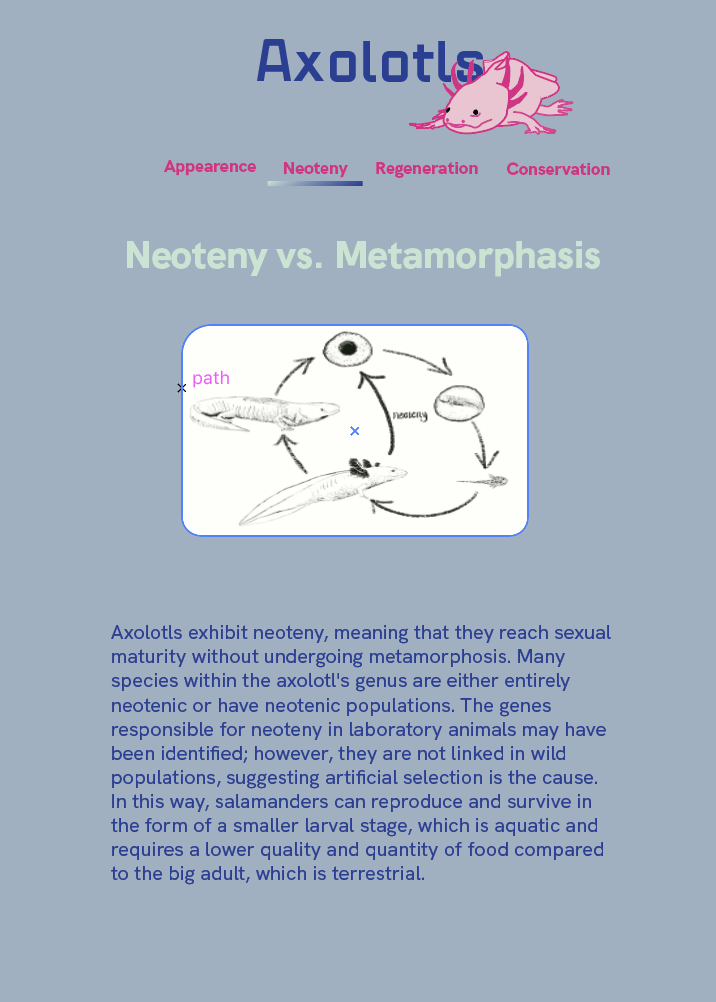 Axolotls
Appearence Neoteny Regeneration Conservation
Neoteny vs. Metamorphasis
path
neoteny
Axolotls exhibit neoteny, meaning that they reach sexual
maturity without undergoing metamorphosis. Many
species within the axolotl's genus are either entirely
neotenic or have neotenic populations. The genes
responsible for neoteny in laboratory animals may have
been identified; however, they are not linked in wild
populations, suggesting artificial selection is the cause.
In this way, salamanders can reproduce and survive in
the form of a smaller larval stage, which is aquatic and
requires a lower quality and quantity of food compared
to the big adult, which is terrestrial.